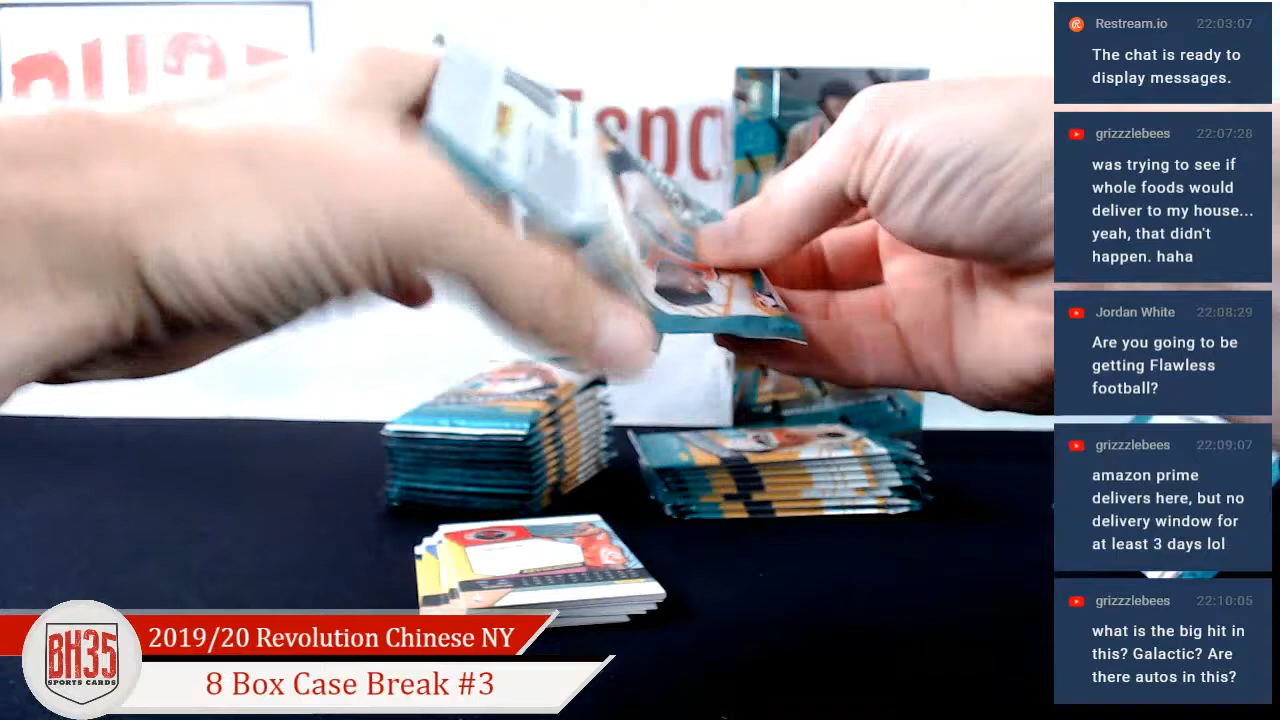 Restream.io 22:03:07
The chat is ready to
display messages.
grizzzlebees 22:07:28
was trying to see if
whole foods would
deliver to my house...
yeah, that didn't
happen. haha
Jordan White 22:08:29
Are you going to be
getting Flawless
football?
grizzzlebees 22:09:07
amazon prime
delivers here, but no
delivery window for
at least 3 days lol
grizzzlebees 22:10:05
what is the big hit in
this? Galactic? Are
there autos in this?
BH35
SPORTS CARDS
2019/20 Revolution Chinese NY
8 Box Case Break #3